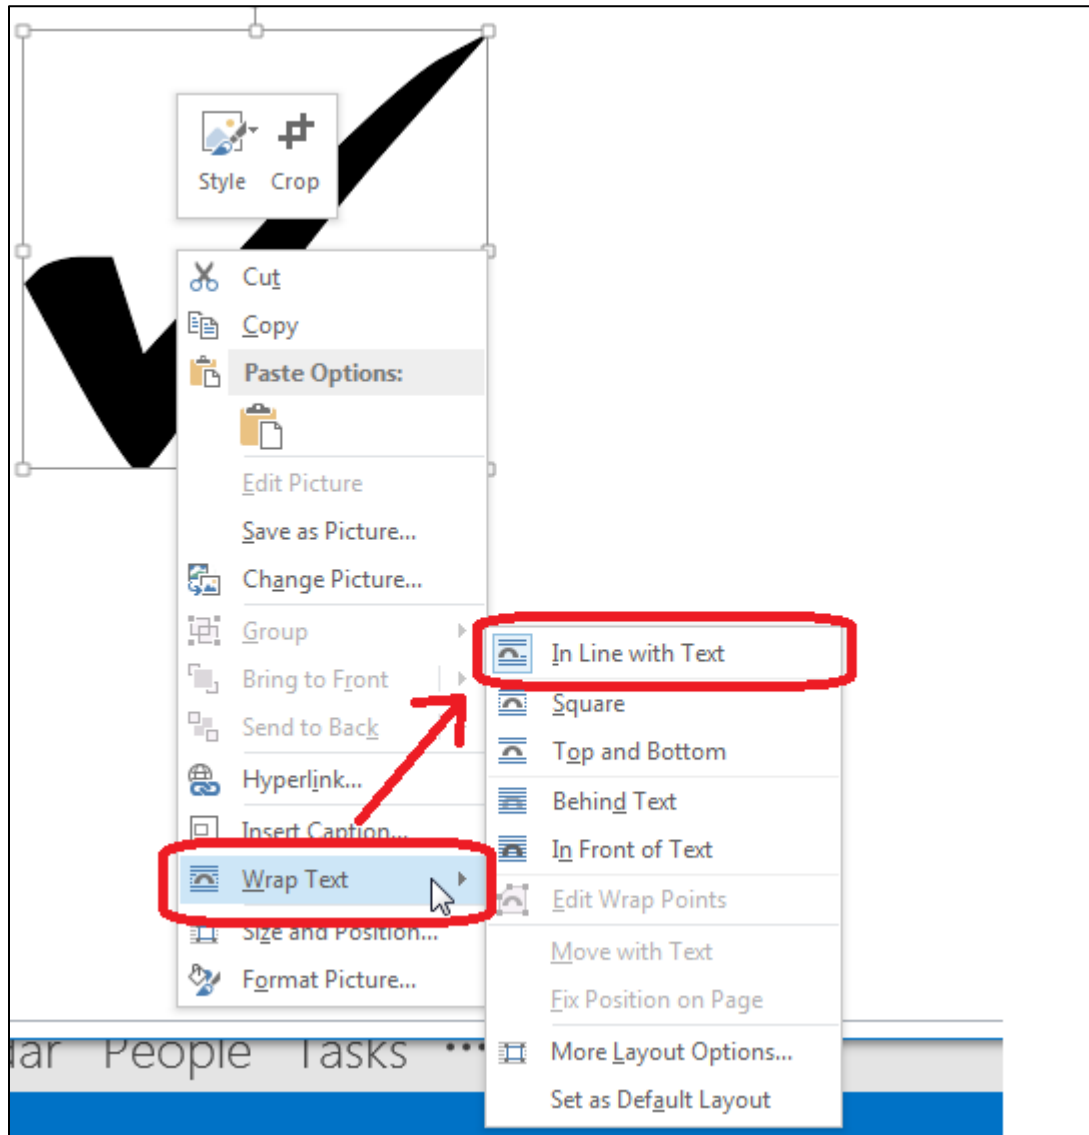 Style Crop
Cut
Copy
Paste Options:
Edit Picture
Save as Picture...
Change Picture...
Group
Bring to Front
Send to Back
Hyperlink...
Insert Caption...
Wrap Text
Size and Position...
Format Picture...
In Line with Text
Square
Top and Bottom
Behind Text
In Front of Text
Edit Wrap Points
Move with Text
Fix Position on Page
More Layout Options...
Set as Default Layout
dar People Tasks •••